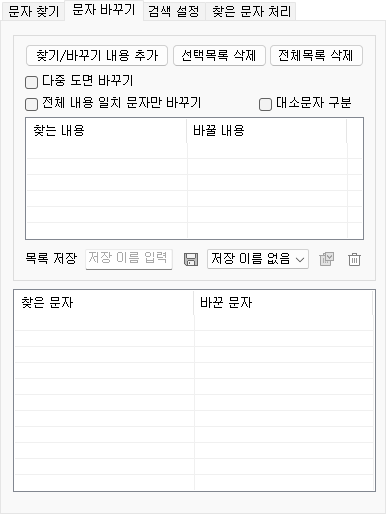 문자 찾기 문자 바꾸기 검색 설정 찾은 문자 처리
찾기/바꾸기 내용 추가 선택목록 삭제 전체목록 삭제
다중 도면 바꾸기
전체 내용 일치 문자만 바꾸기 대소문자 구분
찾는 내용 바꿀 내용
목록 저장 저장 이름 입력 저장 이름 없음
찾은 문자 바꾼 문자